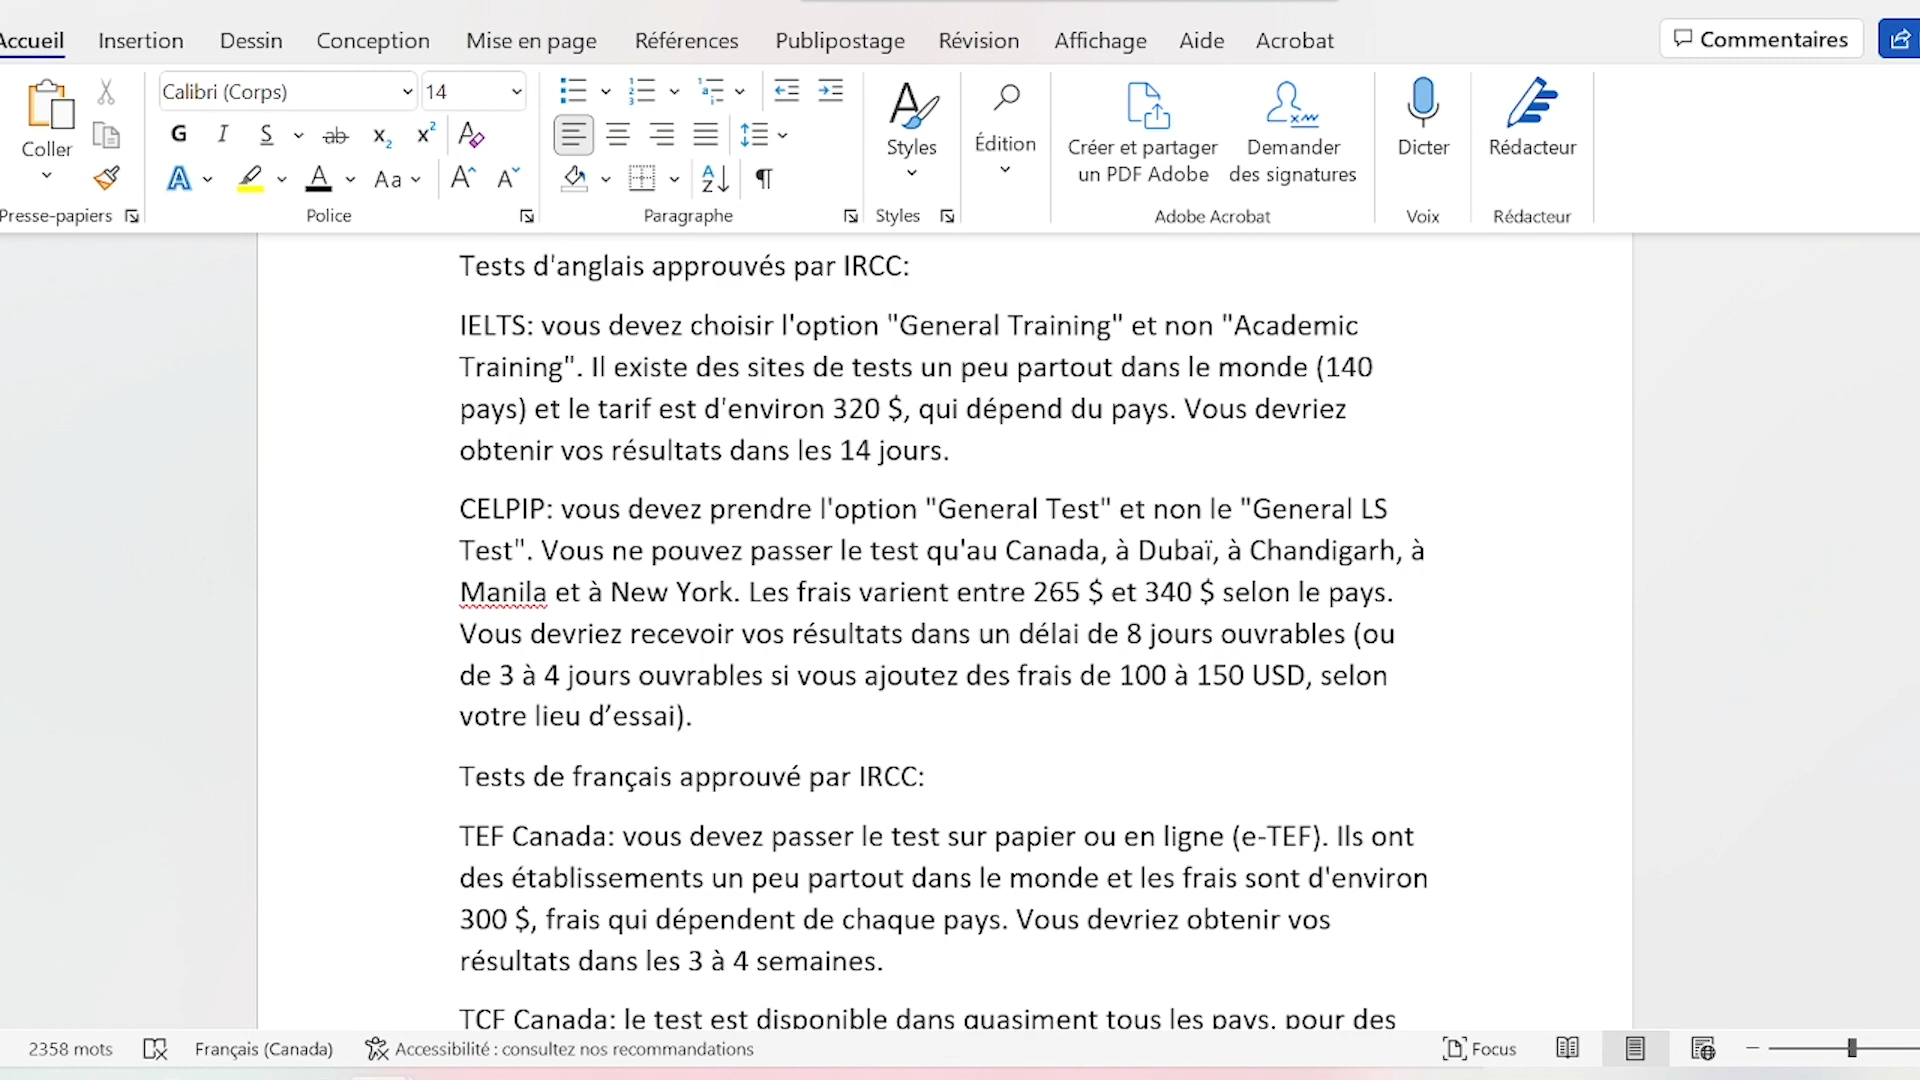 Accueil Insertion Dessin Conception Mise en page Références Publipostage Révision Affichage Aide Acrobat Commentaires
Calibri (Corps) 14
G I S ab x₂ x² A
Coller Styles Édition Créer et partager un PDF Adobe Demander des signatures Dicter Rédacteur
A A Aa A A
Presse-papiers Police Paragraphe Styles Adobe Acrobat Voix Rédacteur
Tests d'anglais approuvés par IRCC:
IELTS: vous devez choisir l'option "General Training" et non "Academic
Training". Il existe des sites de tests un peu partout dans le monde (140
pays) et le tarif est d'environ 320 $, qui dépend du pays. Vous devriez
obtenir vos résultats dans les 14 jours.
CELPIP: vous devez prendre l'option "General Test" et non le "General LS
Test". Vous ne pouvez passer le test qu'au Canada, à Dubaï, à Chandigarh, à
Manila et à New York. Les frais varient entre 265 $ et 340 $ selon le pays.
Vous devriez recevoir vos résultats dans un délai de 8 jours ouvrables (ou
de 3 à 4 jours ouvrables si vous ajoutez des frais de 100 à 150 USD, selon
votre lieu d’essai).
Tests de français approuvé par IRCC:
TEF Canada: vous devez passer le test sur papier ou en ligne (e-TEF). Ils ont
des établissements un peu partout dans le monde et les frais sont d'environ
300 $, frais qui dépendent de chaque pays. Vous devriez obtenir vos
résultats dans les 3 à 4 semaines.
TCF Canada: le test est disponible dans quasiment tous les pays, pour des
2358 mots Français (Canada) Accessibilité : consultez nos recommandations Focus